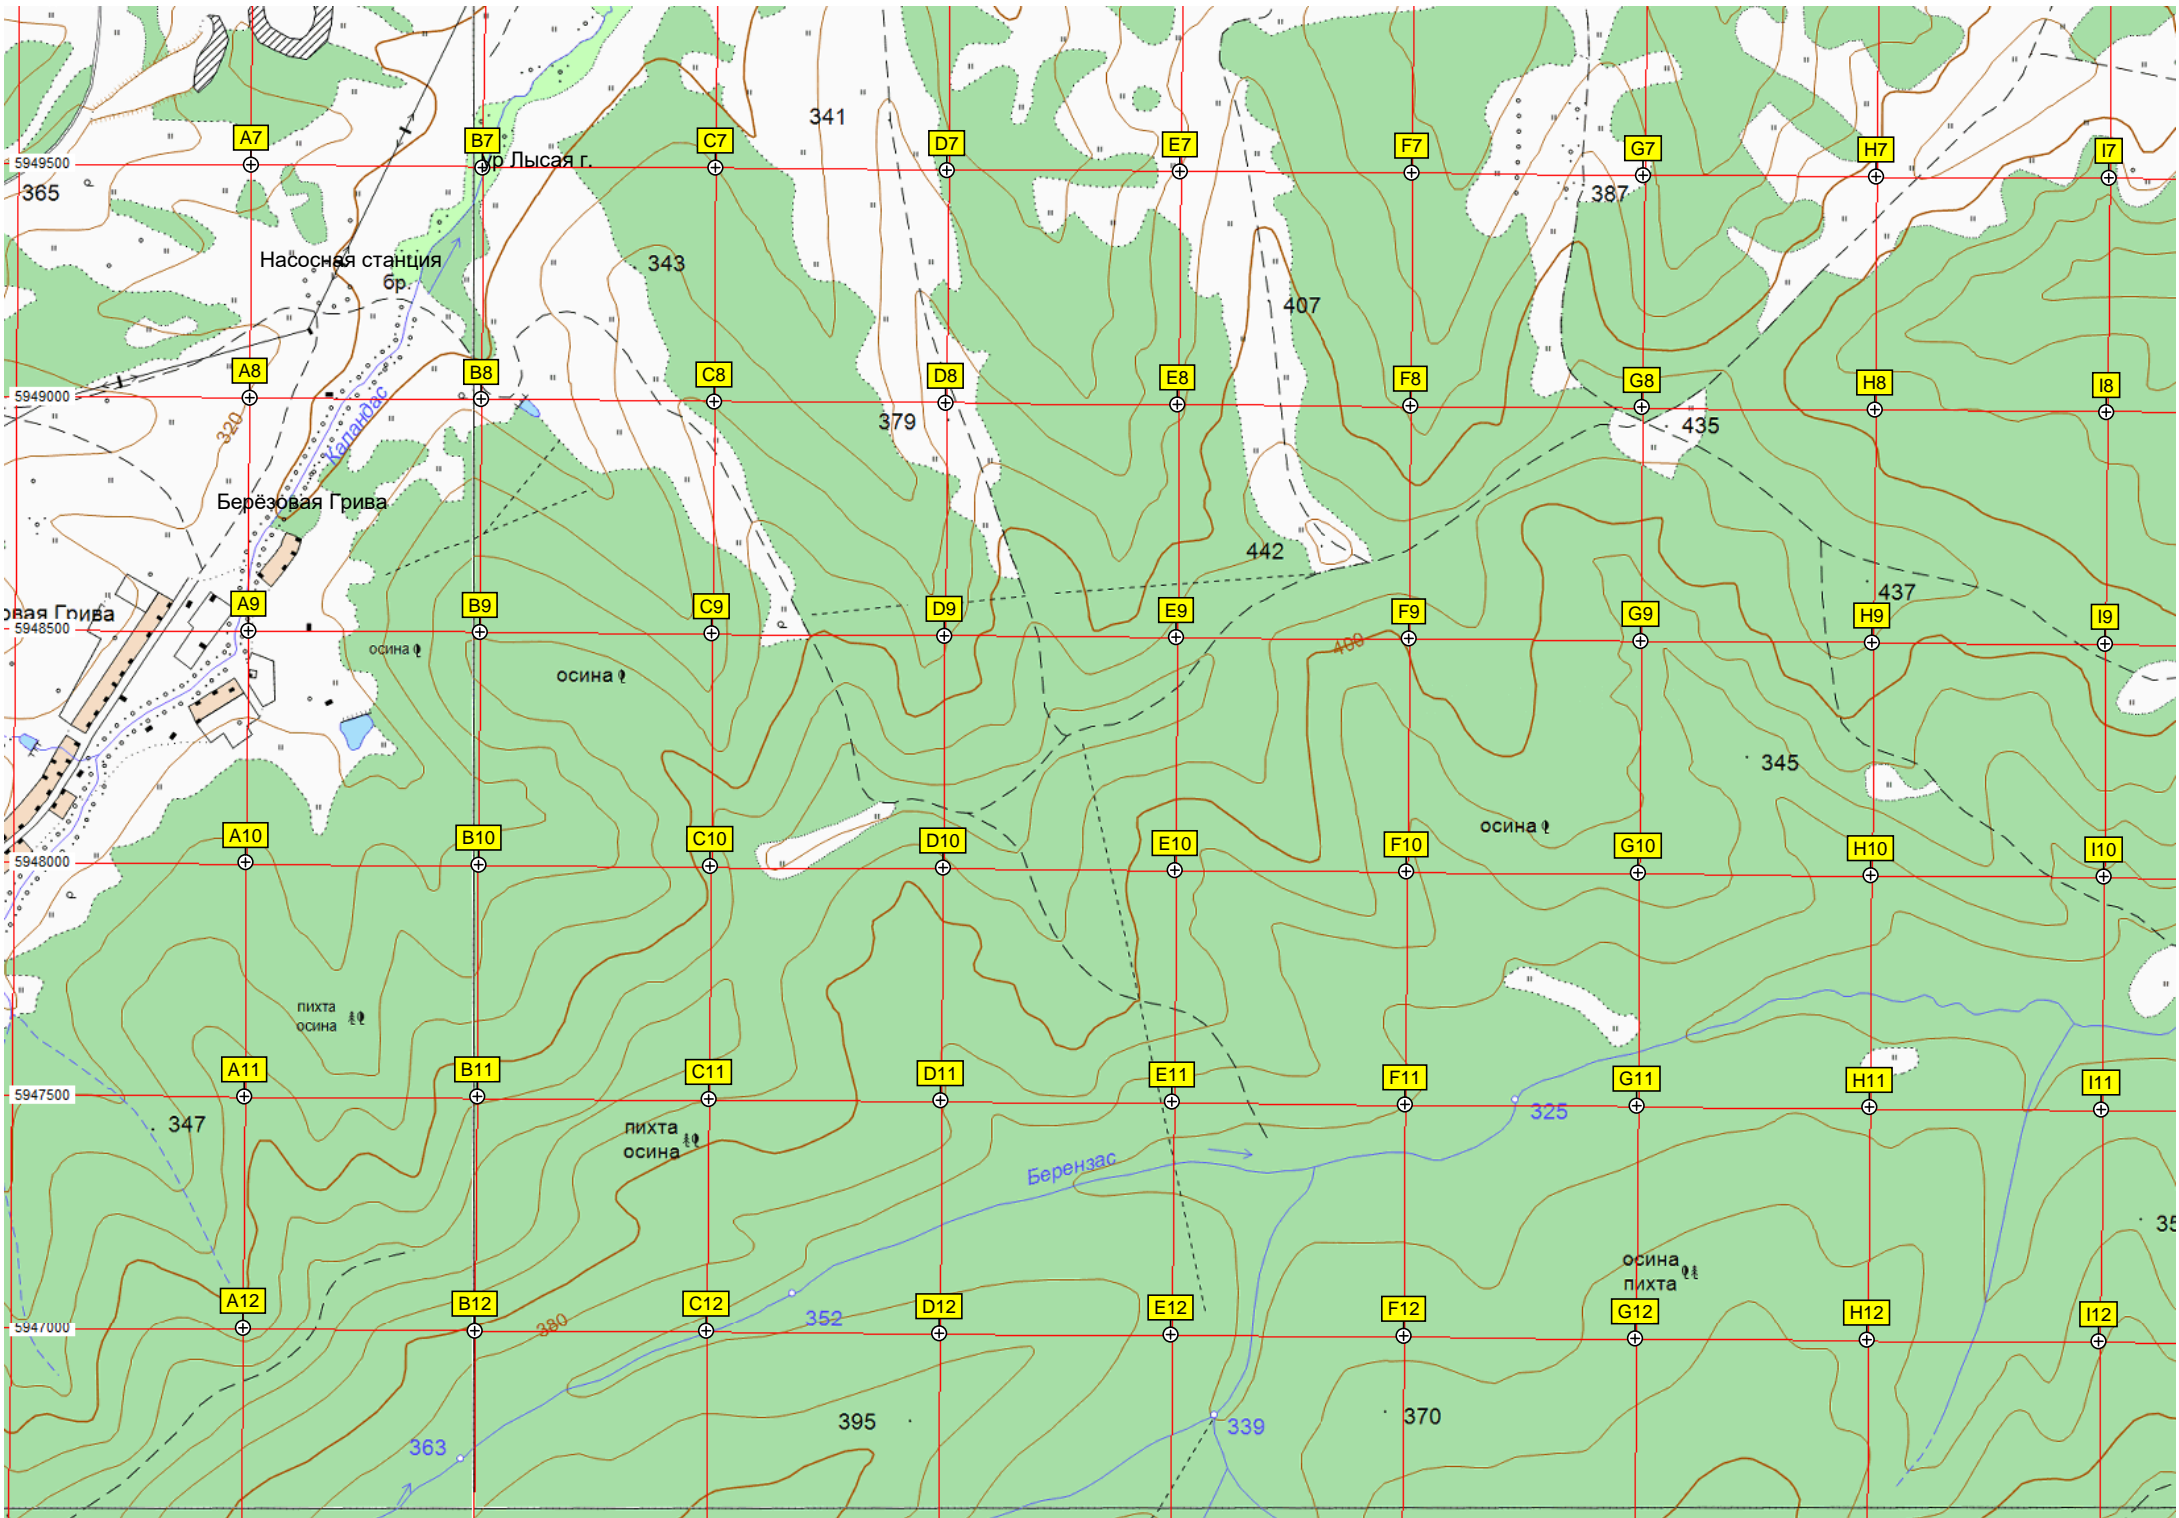 341
A7
B7
C7
D7
E7
F7
G7
H7
I7
5949500
ур Лысая г.
365
387
Насосная станция
бр.
343
407
A8
B8
C8
D8
E8
F8
G8
H8
I8
5949000
320
Каландас
379
435
Берёзовая Грива
442
437
A9
B9
C9
D9
E9
F9
G9
H9
I9
овая Грива
5948500
400
осина
осина
345
осина
A10
B10
C10
D10
E10
F10
G10
H10
I10
5948000
пихта
осина
A11
B11
C11
D11
E11
F11
G11
H11
I11
5947500
347
325
пихта
осина
Берензас
35
осина
пихта
A12
B12
C12
D12
E12
F12
G12
H12
I12
5947000
380
352
395
370
339
363